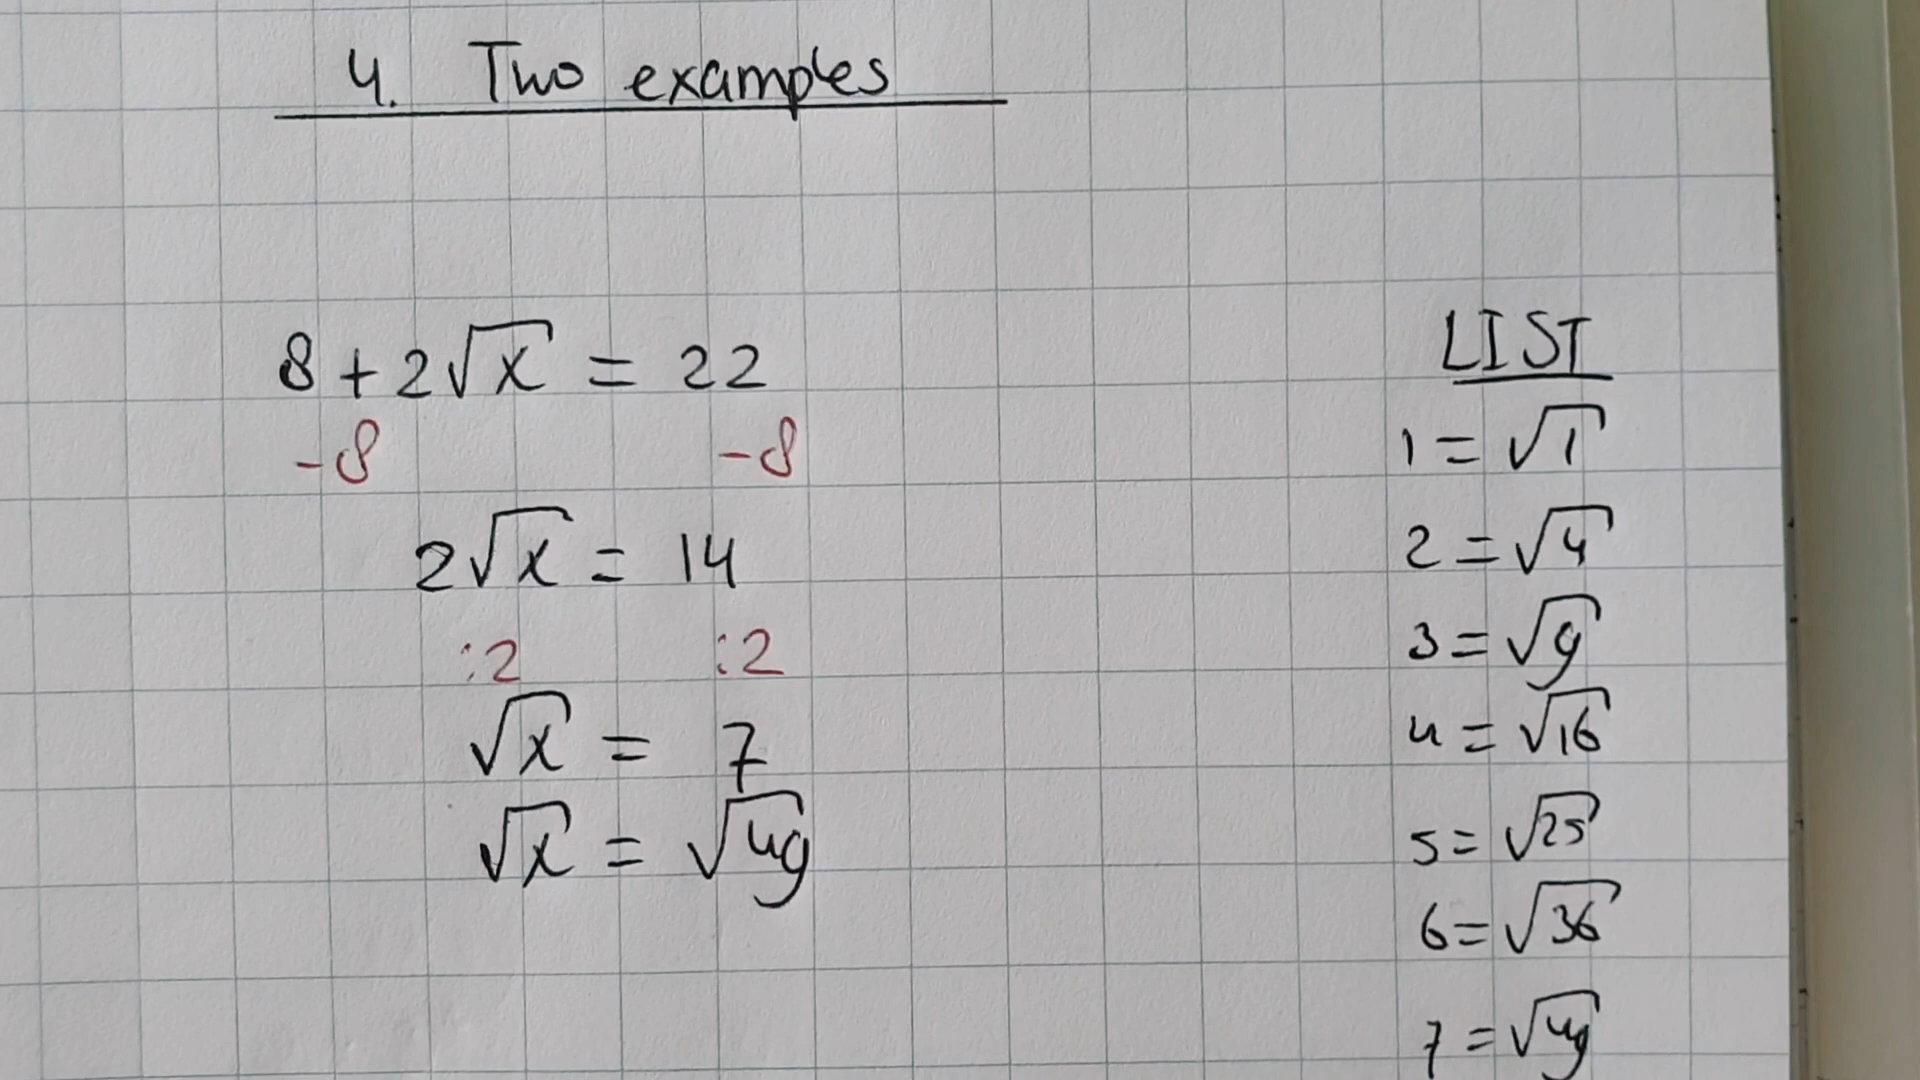 4. Two examples
8 + 2√x = 22
-8 -8
2√x = 14
:2 :2
√x = 7
√x = √49
LIST
1 = √1
2 = √4
3 = √9
4 = √16
5 = √25
6 = √36
7 = √49